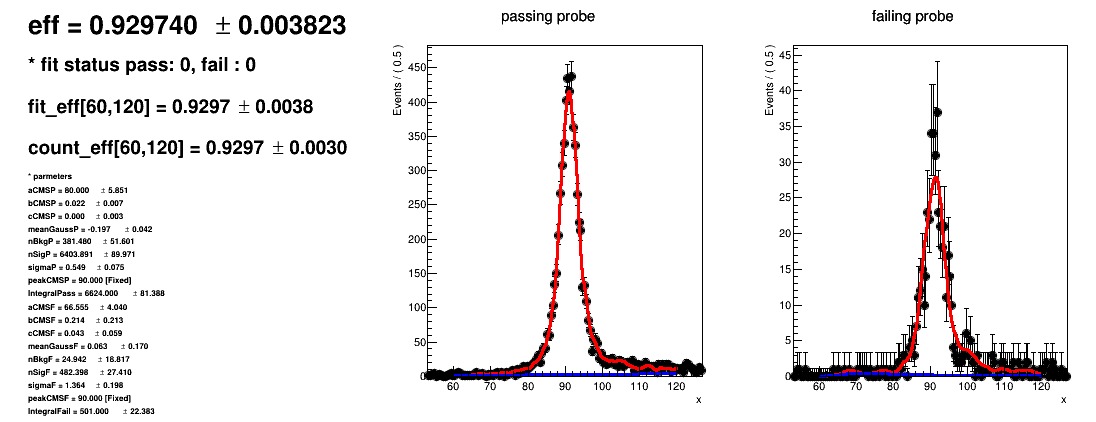 eff = 0.929740 ± 0.003823
* fit status pass: 0, fail : 0
fit_eff[60,120] = 0.9297 ± 0.0038
count_eff[60,120] = 0.9297 ± 0.0030
* parmeters
aCMSP = 80.000 ± 5.851
bCMSP = 0.022 ± 0.007
cCMSP = 0.000 ± 0.003
meanGaussP = -0.197 ± 0.042
nBkgP = 381.480 ± 51.601
nSigP = 6403.891 ± 89.971
sigmaP = 0.549 ± 0.075
peakCMSP = 90.000 [Fixed]
IntegralPass = 6624.000 ± 81.388
aCMSF = 66.555 ± 4.040
bCMSF = 0.214 ± 0.213
cCMSF = 0.043 ± 0.059
meanGaussF = 0.063 ± 0.170
nBkgF = 24.942 ± 18.817
nSigF = 482.398 ± 27.410
sigmaF = 1.364 ± 0.198
peakCMSF = 90.000 [Fixed]
IntegralFail = 501.000 ± 22.383
passing probe
Events / ( 0.5 )
450
400
350
300
250
200
150
100
50
0
60 70 80 90 100 110 120
x
failing probe
Events / ( 0.5 )
45
40
35
30
25
20
15
10
5
0
60 70 80 90 100 110 120
x